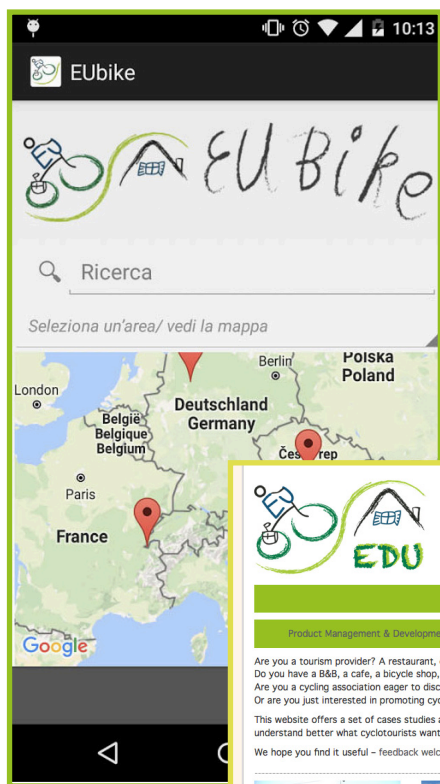 10:13
EUbike
EU Bike
Ricerca
Seleziona un'area/ vedi la mappa
Berlin
Polska
Poland
London
Deutschland
Germany
België
Belgique
Belgium
Paris
France
Google
EU
EDU
Product Management & Developme
Are you a tourism provider? A restaurant,
Do you have a B&B, a cafe, a bicycle shop,
Are you a cycling association eager to disc
Or are you just interested in promoting cyc
This website offers a set of cases studies a
understand better what cyclotourists want
We hope you find it useful – feedback welc